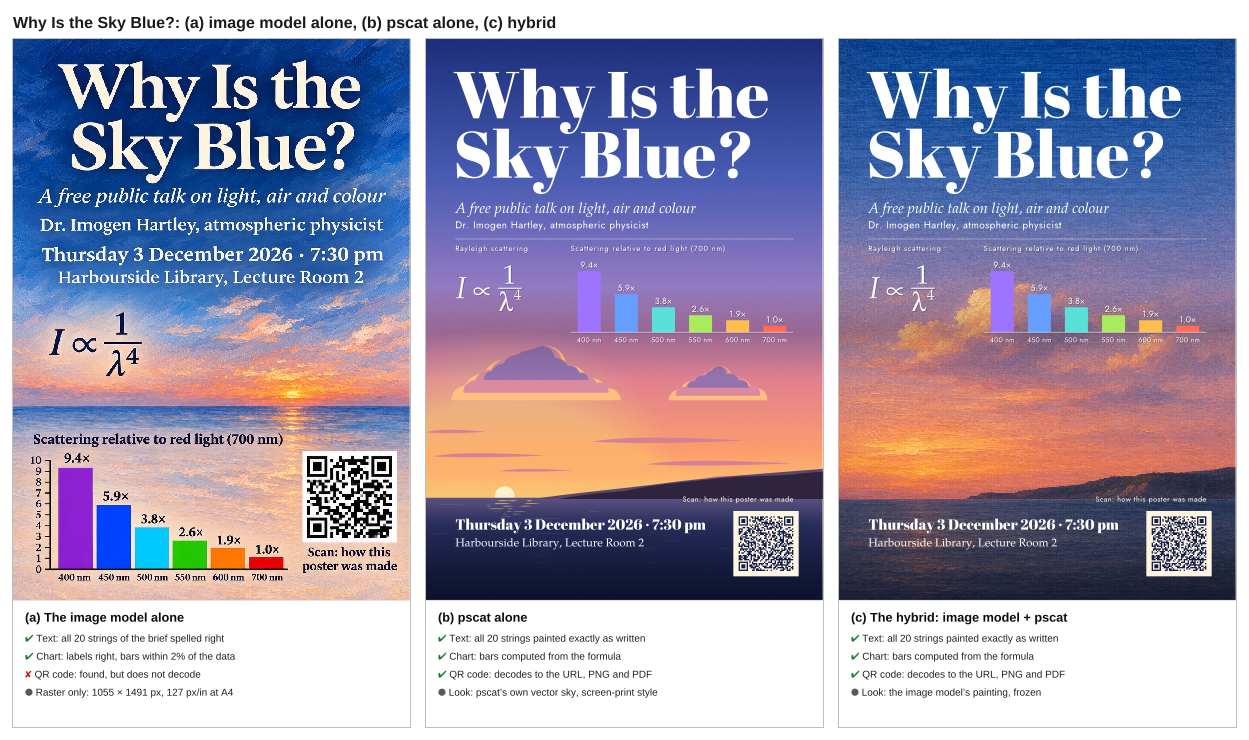 Why Is the Sky Blue?: (a) image model alone, (b) pscat alone, (c) hybrid
Why Is the
Sky Blue?
A free public talk on light, air and colour
Dr. Imogen Hartley, atmospheric physicist
Thursday 3 December 2026 · 7:30 pm
Harbourside Library, Lecture Room 2
I ∝ 1/λ⁴
Scattering relative to red light (700 nm)
10
9
8
7
6
5
4
3
2
1
0
9.4× 5.9× 3.8× 2.6× 1.9× 1.0×
400 nm 450 nm 500 nm 550 nm 600 nm 700 nm
Scan: how this
poster was made
(a) The image model alone
✔ Text: all 20 strings of the brief spelled right
✔ Chart: labels right, bars within 2% of the data
✘ QR code: found, but does not decode
● Raster only: 1055 × 1491 px, 127 px/in at A4
Why Is the
Sky Blue?
A free public talk on light, air and colour
Dr. Imogen Hartley, atmospheric physicist
Rayleigh scattering
I ∝ 1/λ⁴
Scattering relative to red light (700 nm)
9.4× 5.9× 3.8× 2.6× 1.9× 1.0×
400 nm 450 nm 500 nm 550 nm 600 nm 700 nm
Scan: how this poster was made
Thursday 3 December 2026 · 7:30 pm
Harbourside Library, Lecture Room 2
(b) pscat alone
✔ Text: all 20 strings painted exactly as written
✔ Chart: bars computed from the formula
✔ QR code: decodes to the URL, PNG and PDF
● Look: pscat's own vector sky, screen-print style
Why Is the
Sky Blue?
A free public talk on light, air and colour
Dr. Imogen Hartley, atmospheric physicist
Rayleigh scattering
I ∝ 1/λ⁴
Scattering relative to red light (700 nm)
9.4× 5.9× 3.8× 2.6× 1.9× 1.0×
400 nm 450 nm 500 nm 550 nm 600 nm 700 nm
Scan: how this poster was made
Thursday 3 December 2026 · 7:30 pm
Harbourside Library, Lecture Room 2
(c) The hybrid: image model + pscat
✔ Text: all 20 strings painted exactly as written
✔ Chart: bars computed from the formula
✔ QR code: decodes to the URL, PNG and PDF
● Look: the image model's painting, frozen